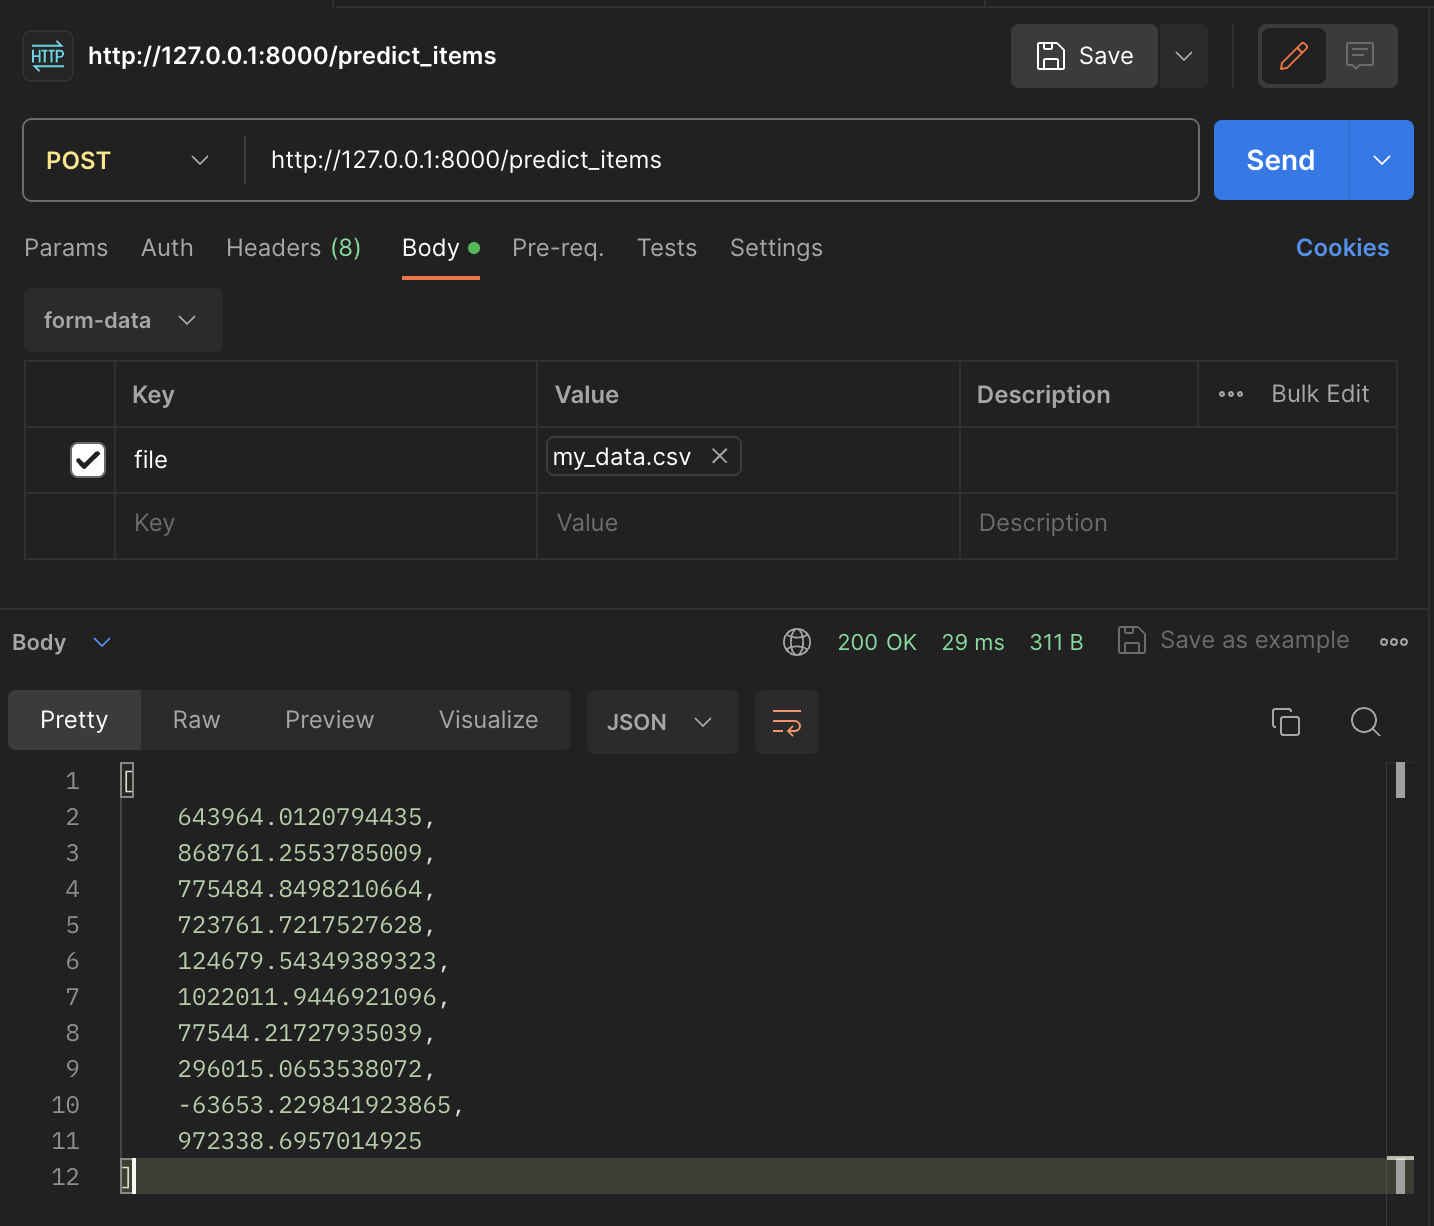 HTTP http://127.0.0.1:8000/predict_items Save
POST http://127.0.0.1:8000/predict_items Send
Params Auth Headers (8) Body Pre-req. Tests Settings Cookies
form-data
Key Value Description Bulk Edit
file my_data.csv
Key Value Description
Body 200 OK 29 ms 311 B Save as example
Pretty Raw Preview Visualize JSON
1 [
2 643964.0120794435,
3 868761.2553785009,
4 775484.8498210664,
5 723761.7217527628,
6 124679.54349389323,
7 1022011.9446921096,
8 77544.21727935039,
9 296015.0653538072,
10 -63653.229841923865,
11 972338.6957014925
12 ]